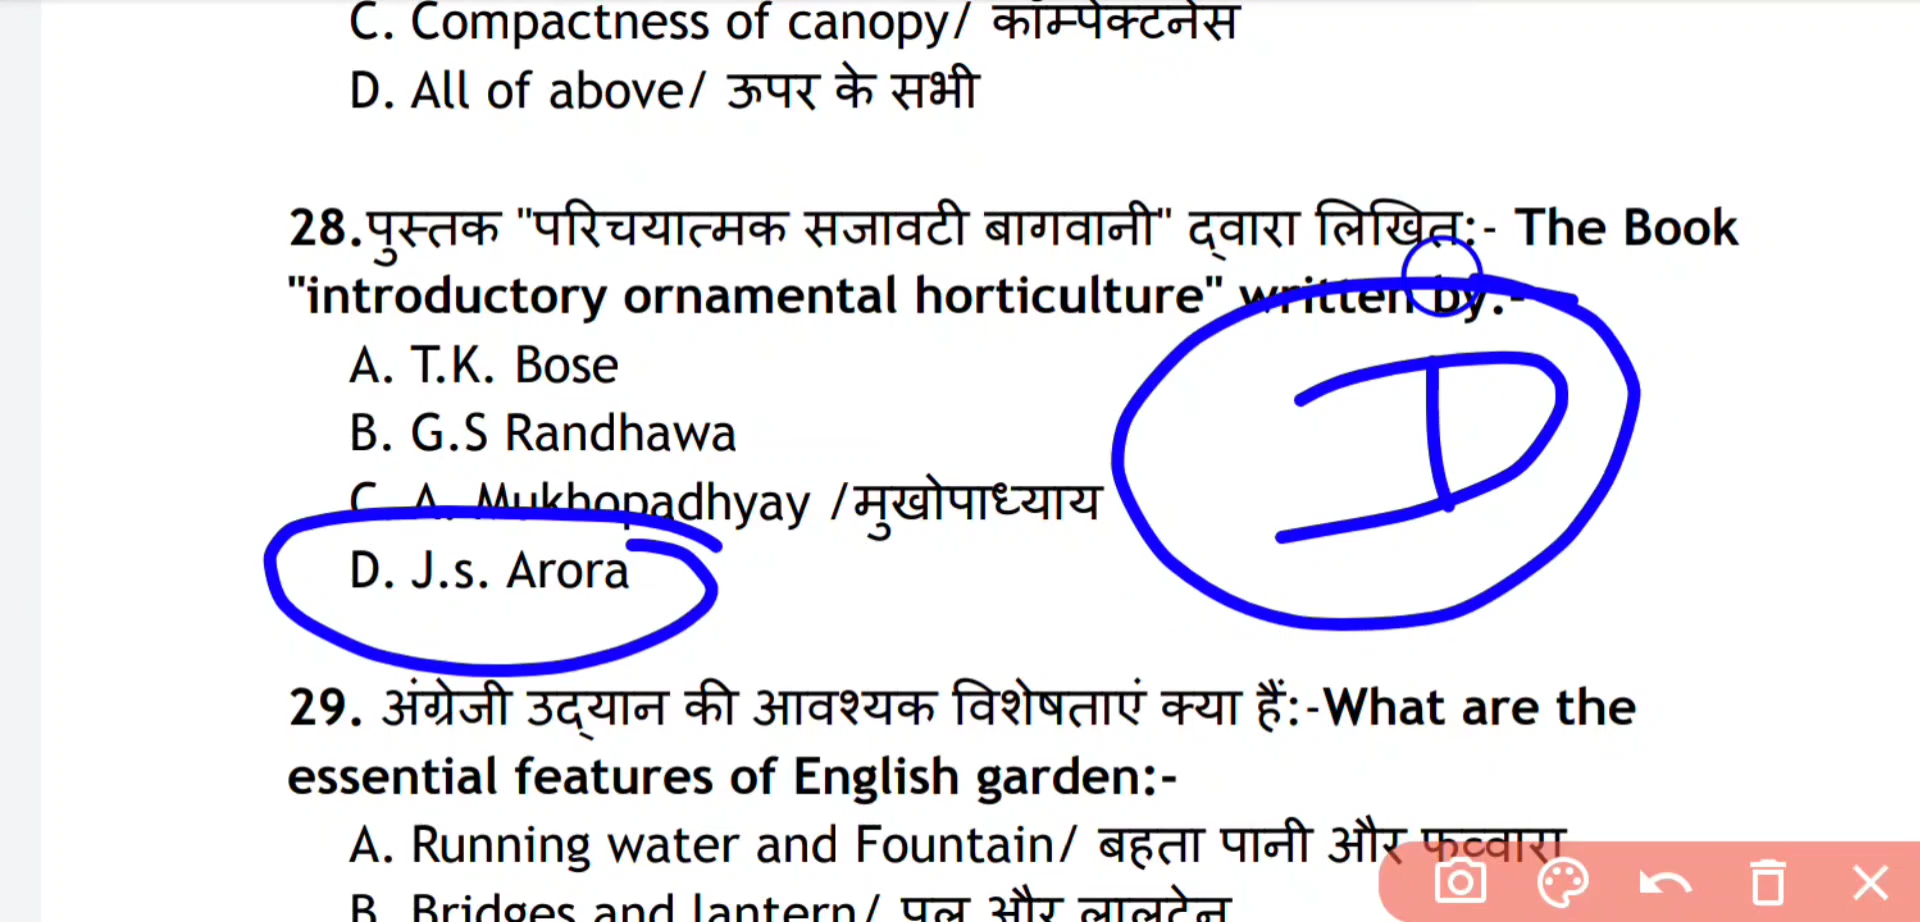 C. Compactness of canopy/ कॉम्पेक्टनेस
D. All of above/ ऊपर के सभी
28.पुस्तक "परिचयात्मक सजावटी बागवानी" द्वारा लिखित:- The Book
"introductory ornamental horticulture" written by:-
A. T.K. Bose
B. G.S Randhawa
C. A. Mukhopadhyay /मुखोपाध्याय
D. J.s. Arora
D
29. अंग्रेजी उद्यान की आवश्यक विशेषताएं क्या हैं:-What are the
essential features of English garden:-
A. Running water and Fountain/ बहता पानी और फव्वारा
B. Bridges and lantern/ पुल और लालटेन